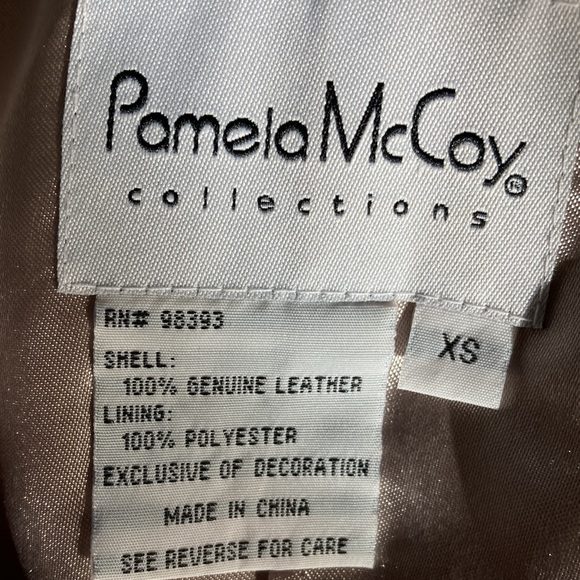 Pamela McCoy®
collections
RN# 98393
XS
SHELL:
100% GENUINE LEATHER
LINING:
100% POLYESTER
EXCLUSIVE OF DECORATION
MADE IN CHINA
SEE REVERSE FOR CARE